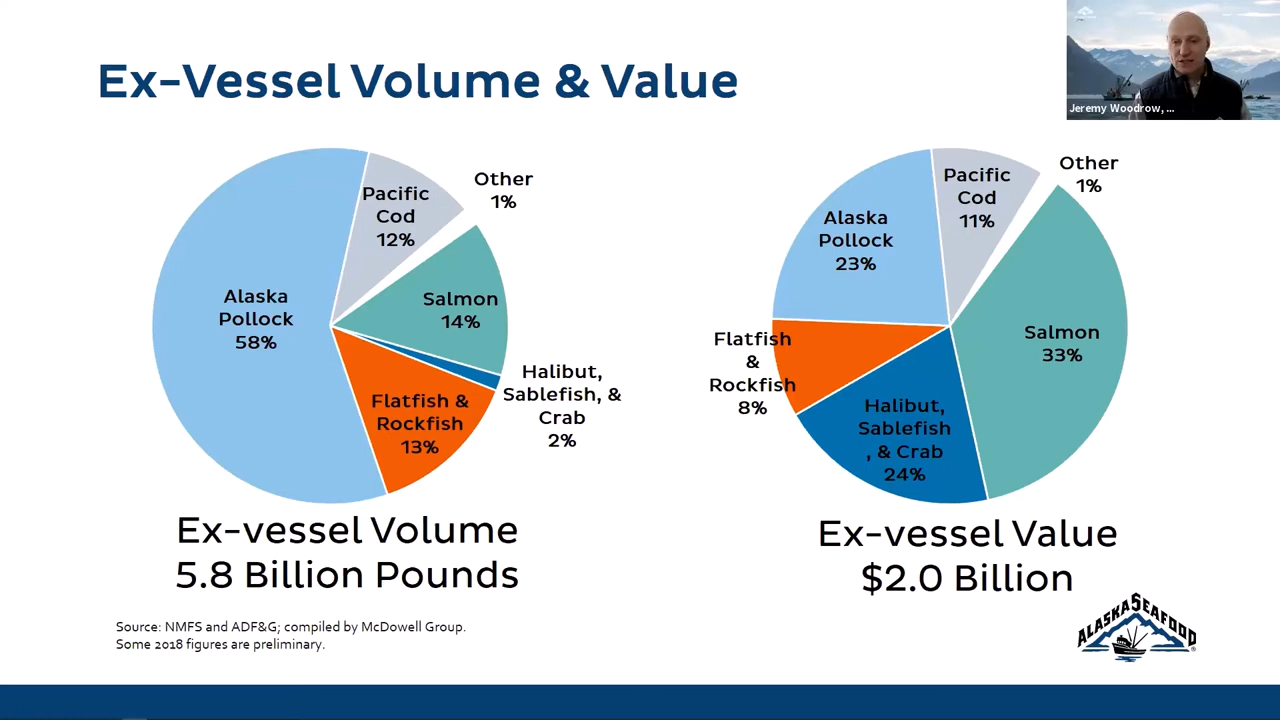 Ex-Vessel Volume & Value
Jeremy Woodrow, ...
Other
1%
Pacific
Cod
12%
Alaska
Pollock
58%
Salmon
14%
Halibut,
Sablefish, &
Crab
2%
Flatfish &
Rockfish
13%
Ex-vessel Volume
5.8 Billion Pounds
Other
1%
Pacific
Cod
11%
Alaska
Pollock
23%
Salmon
33%
Flatfish
&
Rockfish
8%
Halibut,
Sablefish
, & Crab
24%
Ex-vessel Value
$2.0 Billion
Source: NMFS and ADF&G; compiled by McDowell Group.
Some 2018 figures are preliminary.
ALASKA SEAFOOD
®